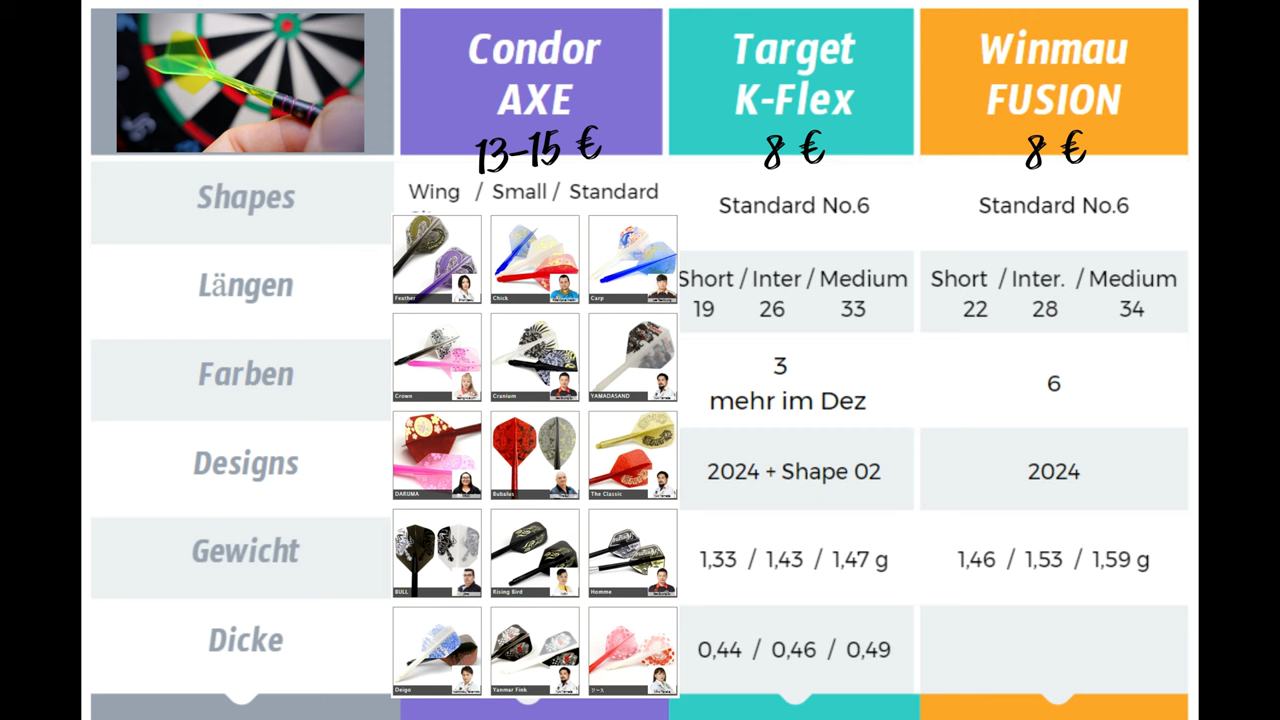 Condor
AXE
13-15 €
Target
K-Flex
8 €
Winmau
FUSION
8 €
Shapes
Wing / Small / Standard
Standard No.6
Standard No.6
Längen
Short / Inter / Medium
19 26 33
Short / Inter. / Medium
22 28 34
Farben
3
mehr im Dez
6
Designs
2024 + Shape 02
2024
Gewicht
1,33 / 1,43 / 1,47 g
1,46 / 1,53 / 1,59 g
Dicke
0,44 / 0,46 / 0,49
Feather
Chick
Carp
Crown
Cranium
YAMADASAND
DARUMA
Bubalus
The Classic
BULL
Rising Bird
Homme
Deigo
Yanmar Fink